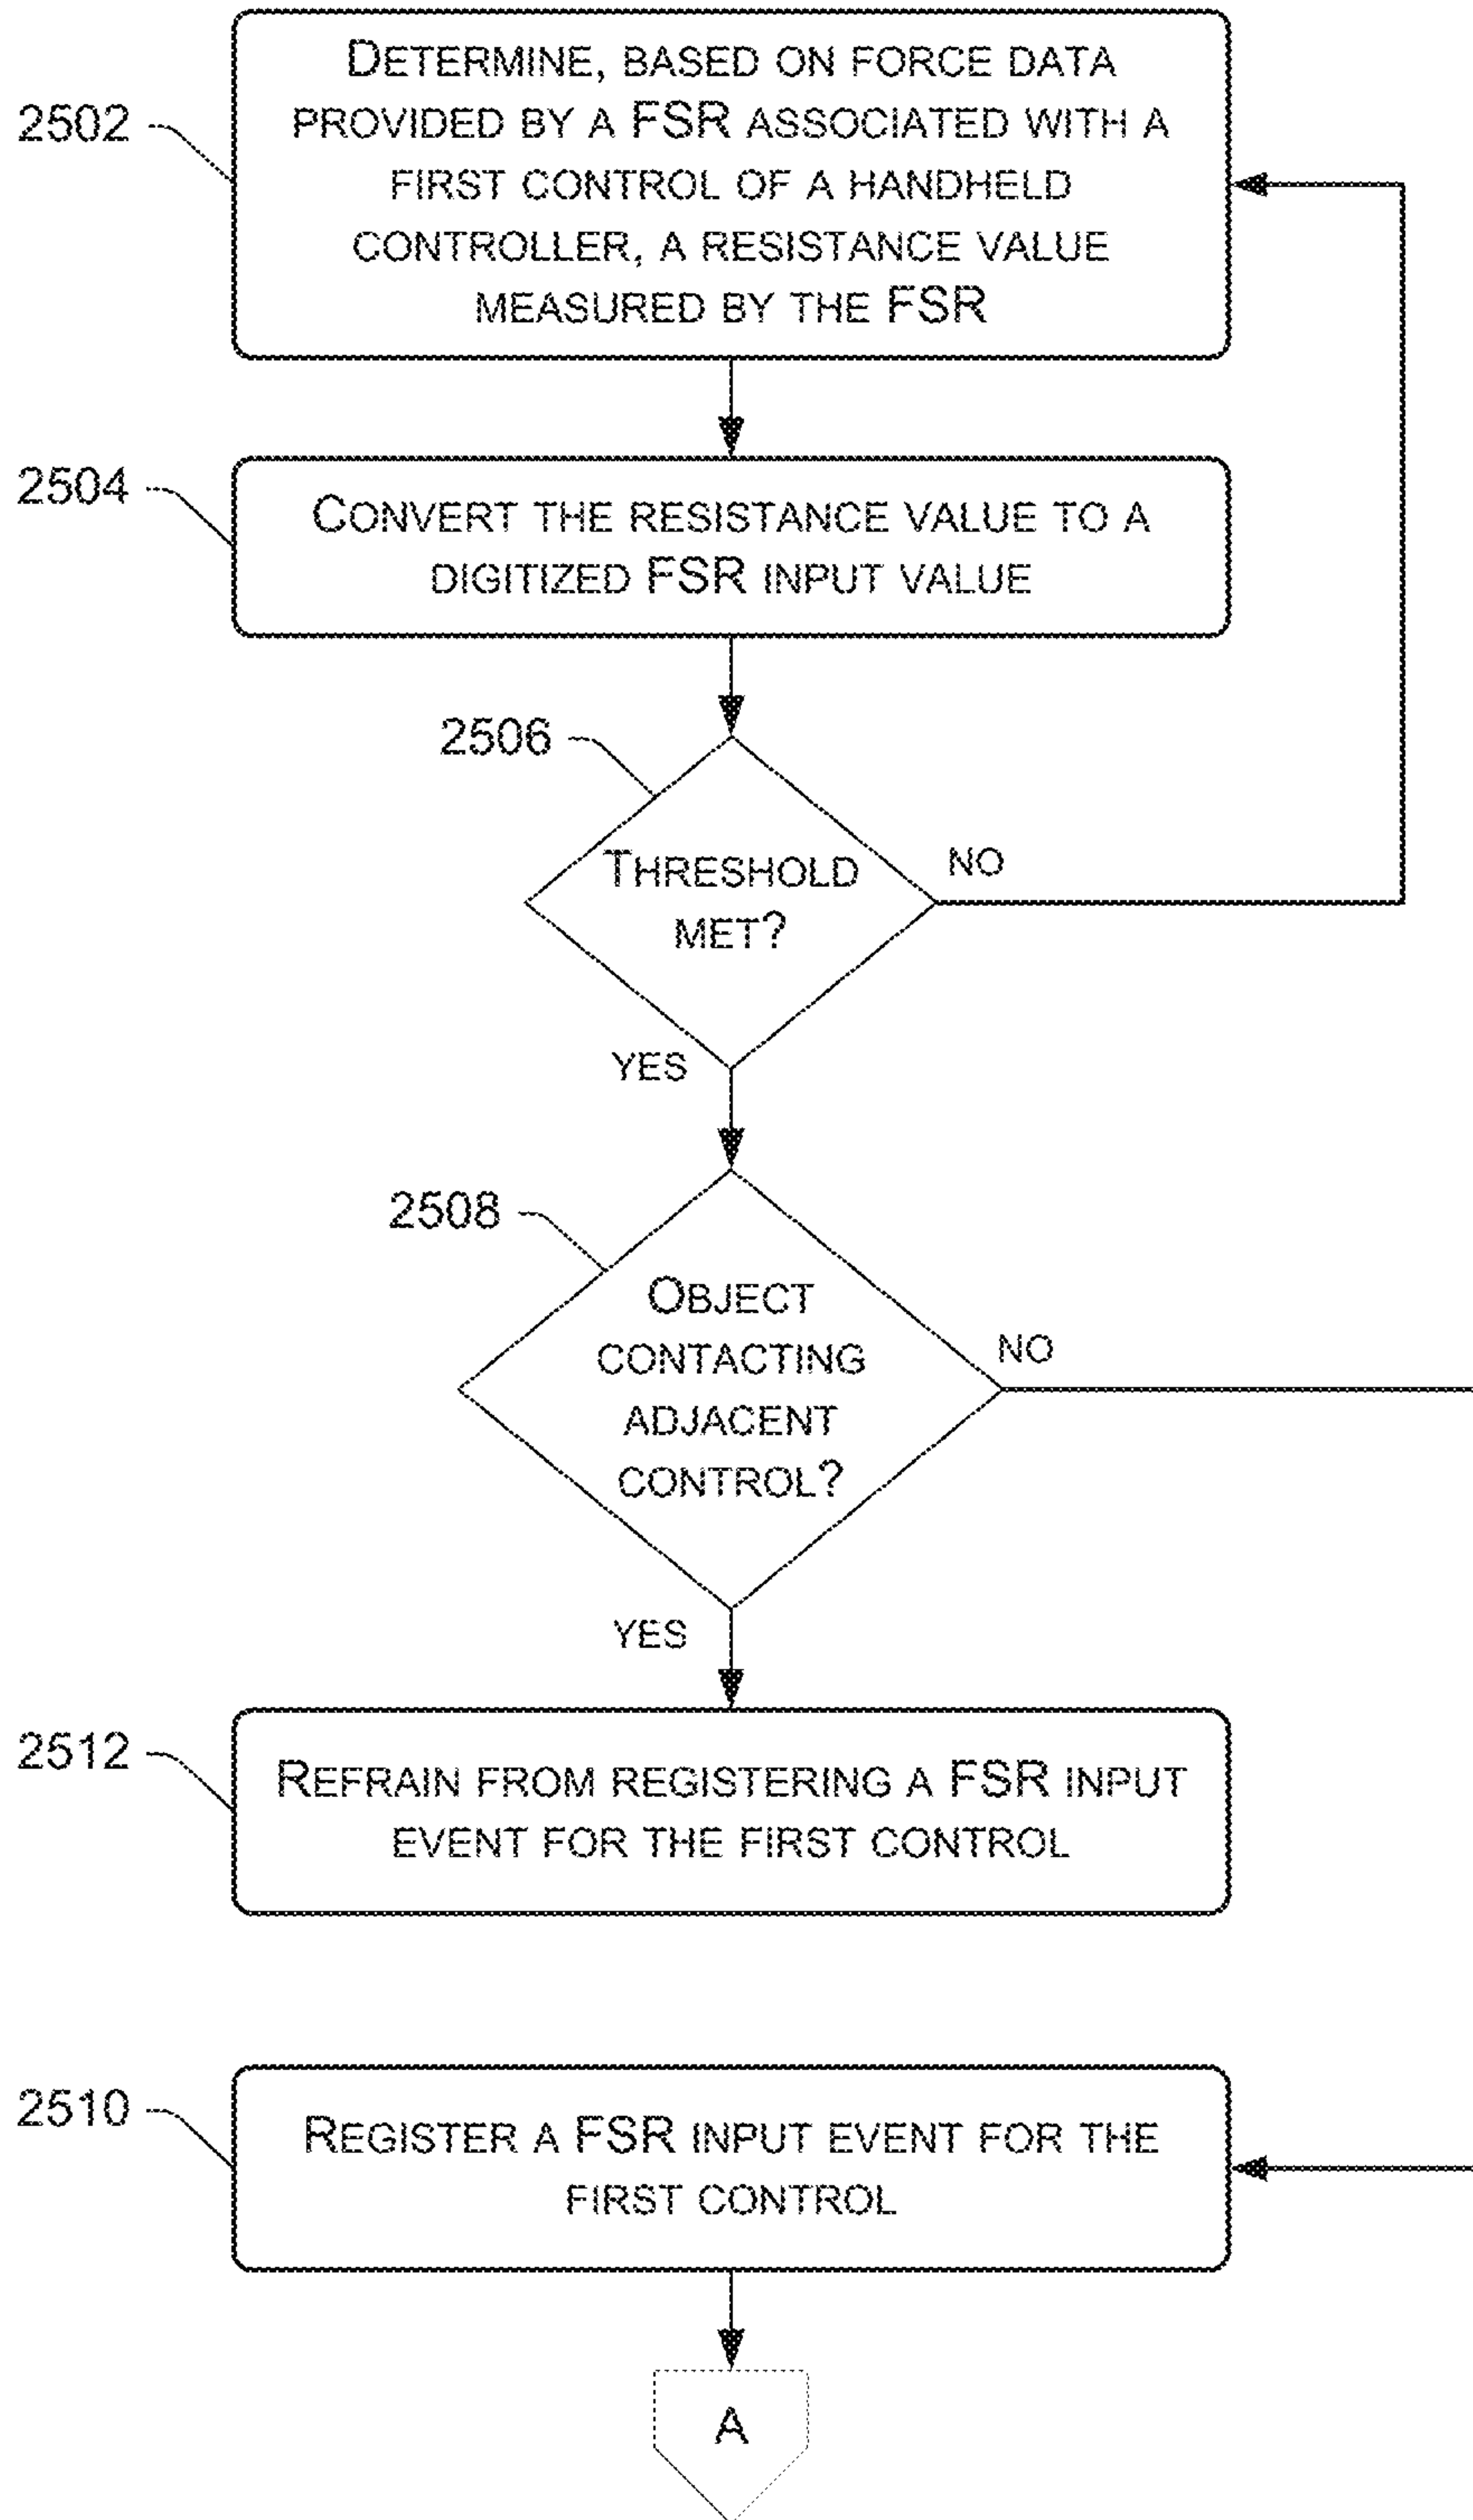 2502
DETERMINE, BASED ON FORCE DATA
PROVIDED BY A FSR ASSOCIATED WITH A
FIRST CONTROL OF A HANDHELD
CONTROLLER, A RESISTANCE VALUE
MEASURED BY THE FSR
2504
CONVERT THE RESISTANCE VALUE TO A
DIGITIZED FSR INPUT VALUE
2506
THRESHOLD
MET?
NO
YES
2508
OBJECT
CONTACTING
ADJACENT
CONTROL?
NO
YES
2512
REFRAIN FROM REGISTERING A FSR INPUT
EVENT FOR THE FIRST CONTROL
2510
REGISTER A FSR INPUT EVENT FOR THE
FIRST CONTROL
A